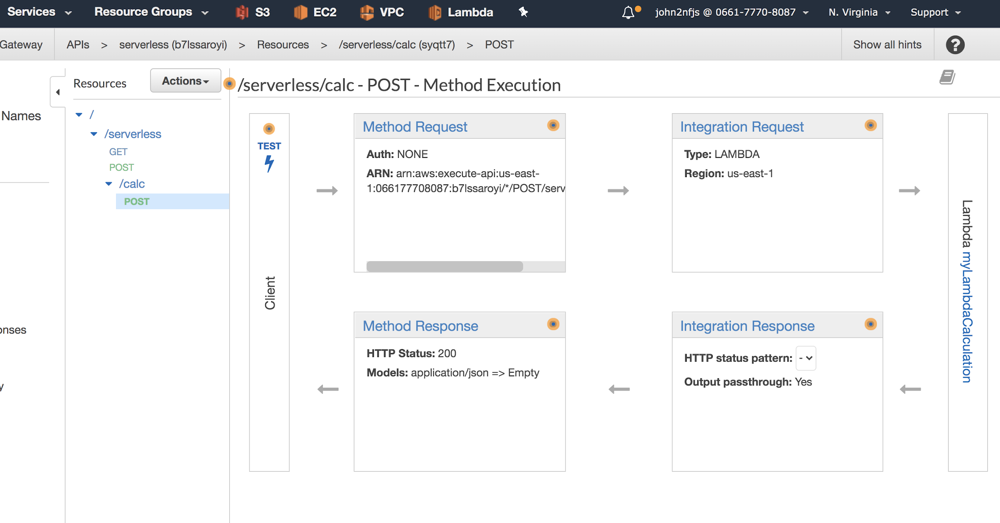 Services Resource Groups S3 EC2 VPC Lambda john2nfjs @ 0661-7770-8087 N. Virginia Support
Gateway APIs > serverless (b7lssaroyi) > Resources > /serverless/calc (syqtt7) > POST Show all hints ?
Resources Actions /serverless/calc - POST - Method Execution
Names
/
/serverless
GET
POST
/calc
POST
onses
y
TEST
Client
Method Request
Auth: NONE
ARN: arn:aws:execute-api:us-east-
1:066177708087:b7lssaroyi/*/POST/serv
Integration Request
Type: LAMBDA
Region: us-east-1
Lambda myLambdaCalculation
Method Response
HTTP Status: 200
Models: application/json => Empty
Integration Response
HTTP status pattern: -
Output passthrough: Yes